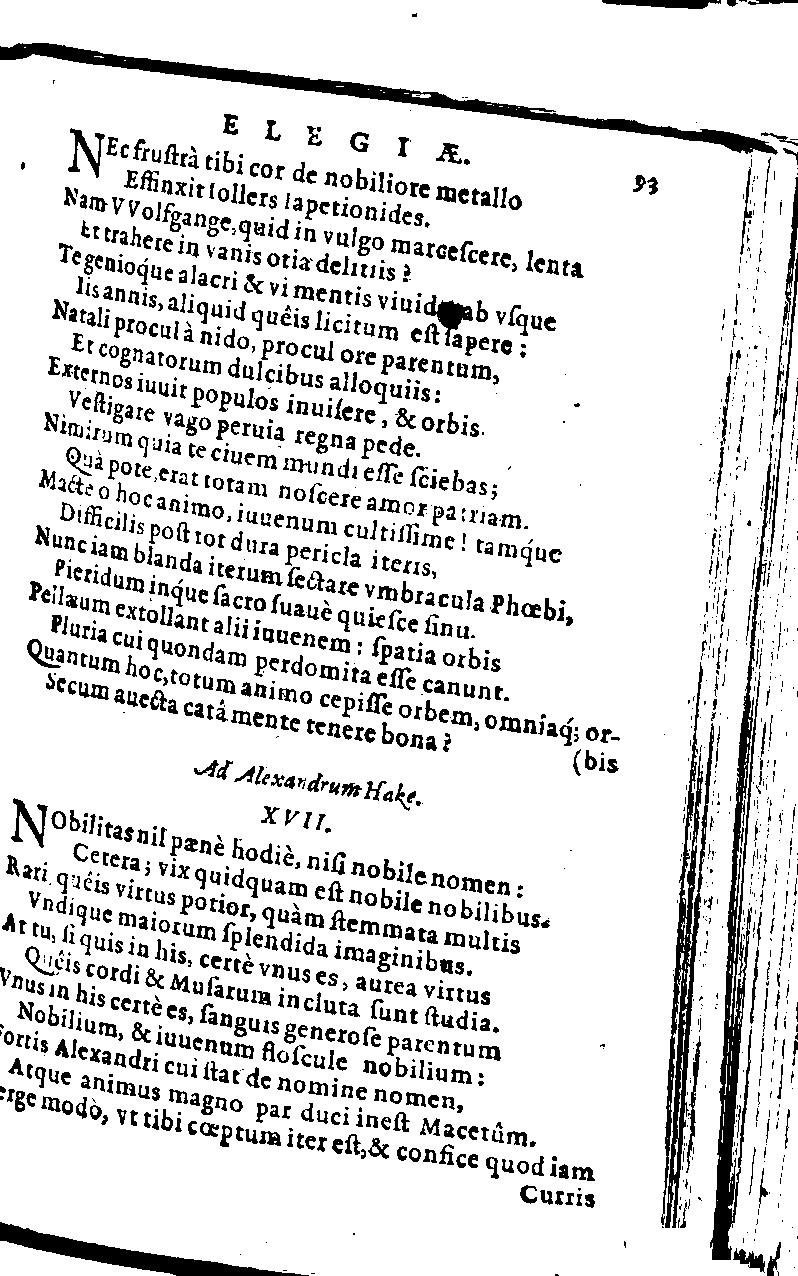 ELEGIÆ.
93
NEc fruſtrà tibi cor de nobiliore metallo
Effinxit ſollers Iapetionides.
Nam VVolfgange, quid in vulgo marceſcere, lenta
Et trahere in vanis otia delitiis?
Te genioq́ue alacri & vi mentis viuid ab vſque
Iis annis, aliquid quêis licitum eſt ſapere:
Natali procul à nido, procul ore parentum,
Et cognatorum dulcibus alloquiis:
Externos iuuit populos inuiſere, & orbis
Veſtigare vago peruia regna pede.
Nimirum quia te ciuem mundi eſſe ſciebas;
Quà pote, erat totam noſcere amor patriam.
Macte o hoc animo, iuuenum cultiſſime! tamq́ue
Difficilis poſt tot dura pericla iteris,
Nunc iam blanda iterum ſectare vmbracula Phœbi,
Pieridum inq́ue ſacro ſuauè quieſce ſinu.
Pellæum extollant alii iuuenem: ſpatia orbis
Pluria cui quondam perdomita eſſe canunt.
Quantum hoc, totum animo cepiſſe orbem, omniaq́; or-
(bis
Secum auecta catâ mente tenere bona?
Ad Alexandrum Hake.
XVII.
NObilitas nil pænè hodiè, niſi nobile nomen:
Cetera; vix quidquam eſt nobile nobilibus.
Rari quêis virtus potior, quàm ſtemmata multis
Vndique maiorum ſplendida imaginibus.
At tu, ſi quis in his, certè vnus es, aurea virtus
Quêis cordi & Muſarum incluta ſunt ſtudia.
Vnus in his certè es, ſanguis generoſe parentum
Nobilium, & iuuenum floſcule nobilium:
Fortis Alexandri cui ſtat de nomine nomen,
Atque animus magno par duci ineſt Macetûm.
erge modò, vt tibi cœptum iter eſt, & confice quod iam
Curris